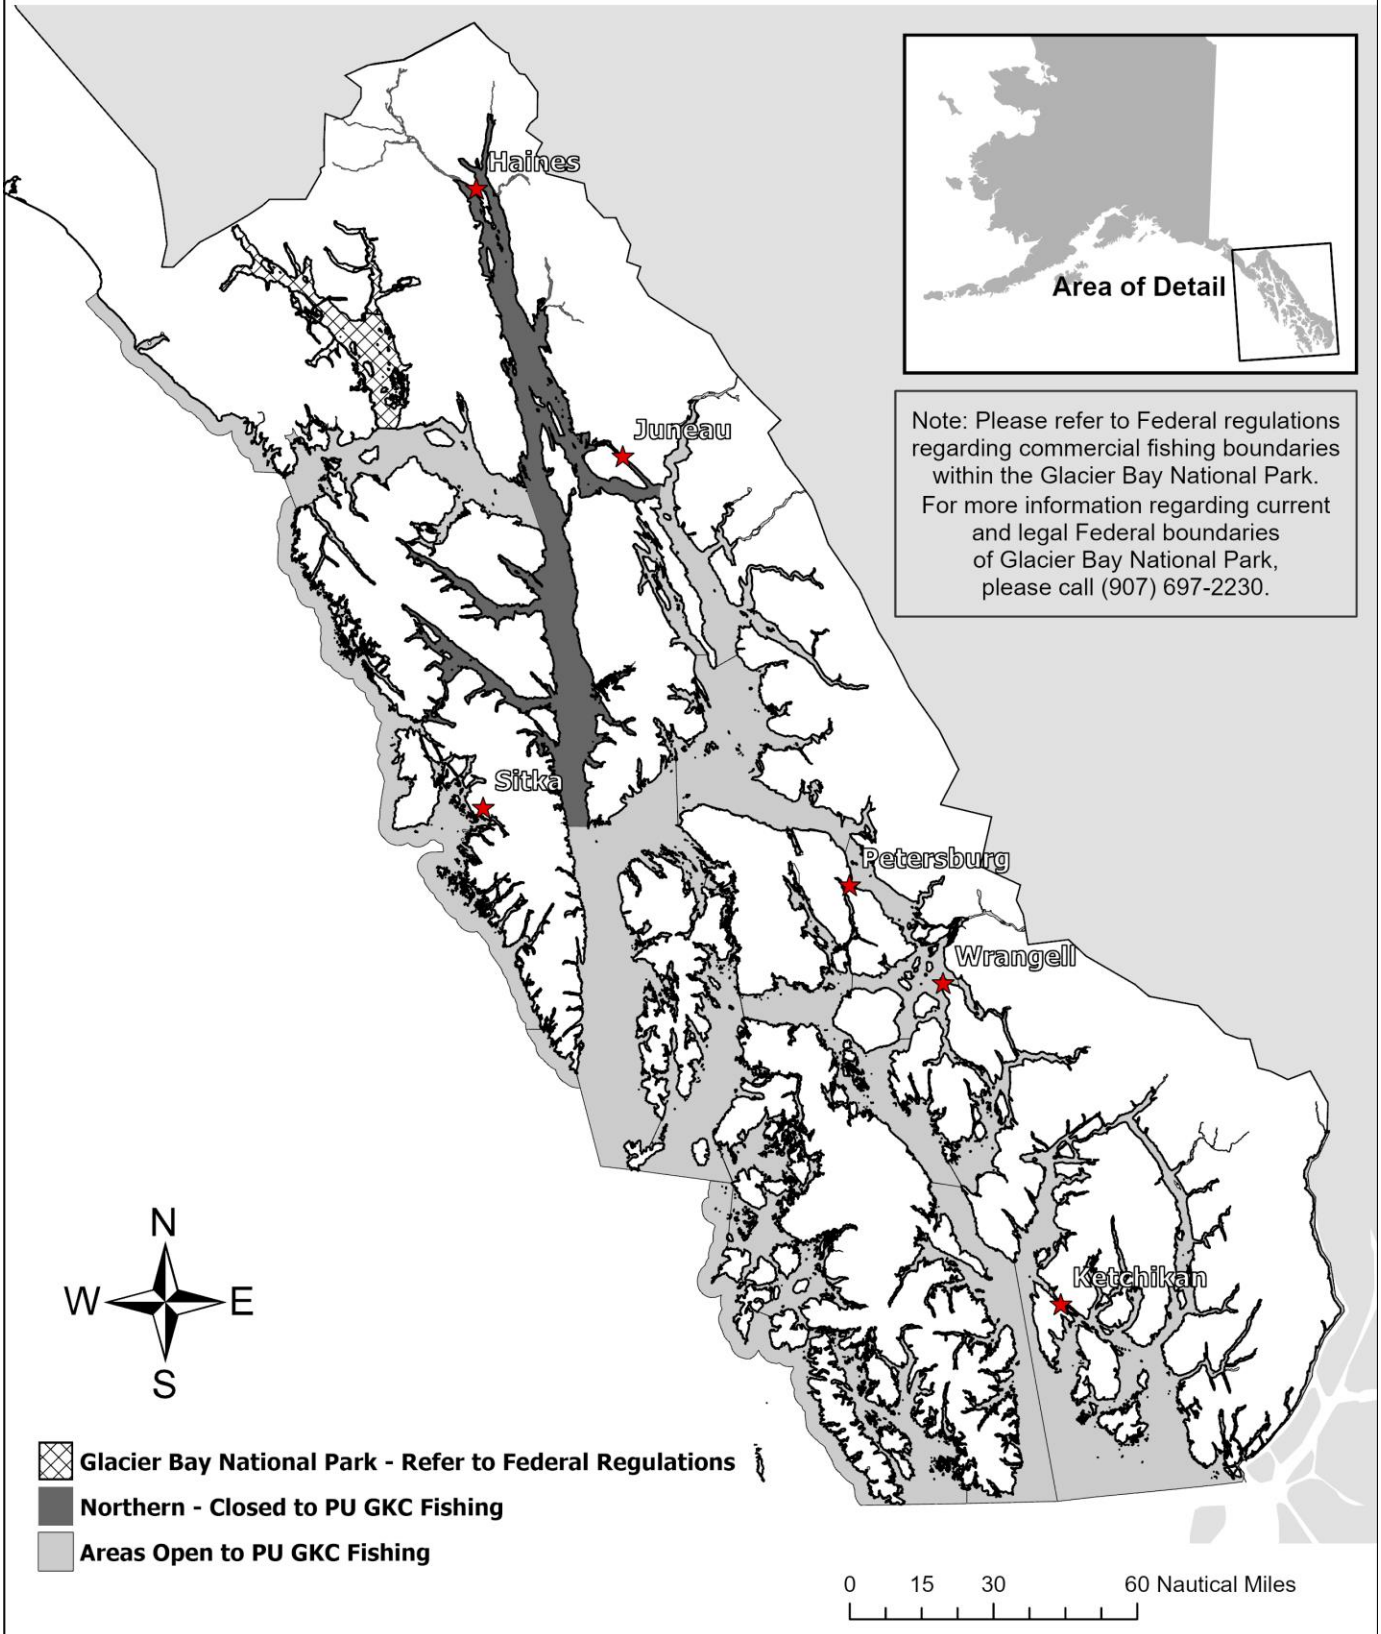 Haines
Area of Detail
Note: Please refer to Federal regulations
regarding commercial fishing boundaries
within the Glacier Bay National Park.
For more information regarding current
and legal Federal boundaries
of Glacier Bay National Park,
please call (907) 697-2230.
Juneau
Sitka
Petersburg
Wrangell
Ketchikan
N
W E
S
Glacier Bay National Park - Refer to Federal Regulations
Northern - Closed to PU GKC Fishing
Areas Open to PU GKC Fishing
0 15 30 60 Nautical Miles